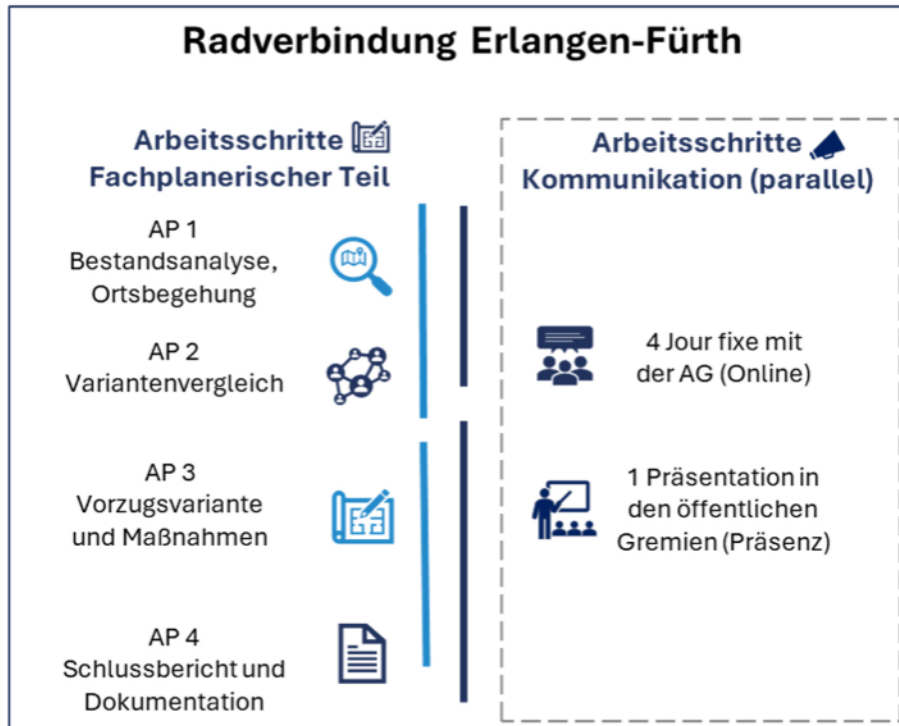 Radverbindung Erlangen-Fürth
Arbeitsschritte
Fachplanerischer Teil
AP 1
Bestandsanalyse,
Ortsbegehung
AP 2
Variantenvergleich
AP 3
Vorzugsvariante
und Maßnahmen
AP 4
Schlussbericht und
Dokumentation
Arbeitsschritte
Kommunikation (parallel)
4 Jour fixe mit
der AG (Online)
1 Präsentation in
den öffentlichen
Gremien (Präsenz)